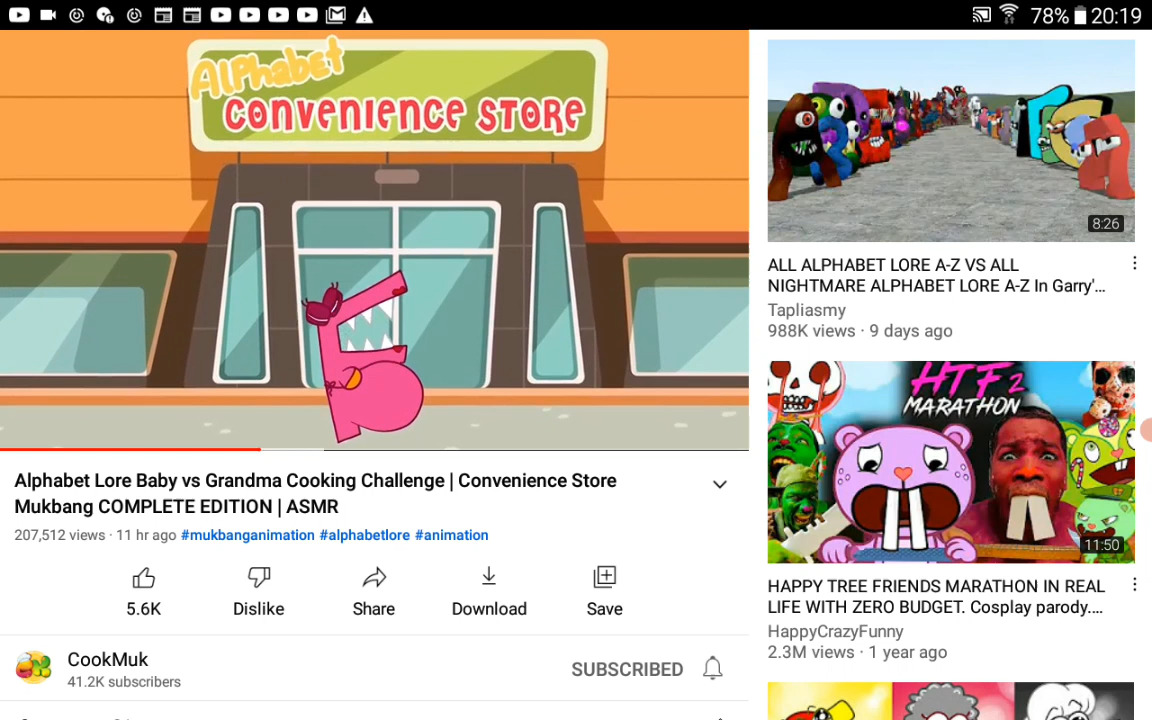 78% 20:19
Alphabet
CONVENIENCE STORE
Alphabet Lore Baby vs Grandma Cooking Challenge | Convenience Store
Mukbang COMPLETE EDITION | ASMR
207,512 views · 11 hr ago #mukbanganimation #alphabetlore #animation
5.6K Dislike Share Download Save
CookMuk
41.2K subscribers
SUBSCRIBED
8:26
ALL ALPHABET LORE A-Z VS ALL
NIGHTMARE ALPHABET LORE A-Z In Garry'...
Tapliasmy
988K views · 9 days ago
HTF 2
MARATHON
11:50
HAPPY TREE FRIENDS MARATHON IN REAL
LIFE WITH ZERO BUDGET. Cosplay parody....
HappyCrazyFunny
2.3M views · 1 year ago